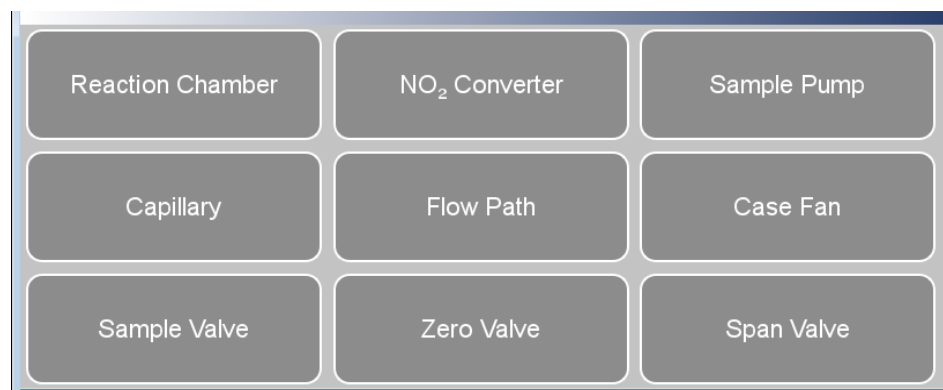 Reaction Chamber
NO₂ Converter
Sample Pump
Capillary
Flow Path
Case Fan
Sample Valve
Zero Valve
Span Valve